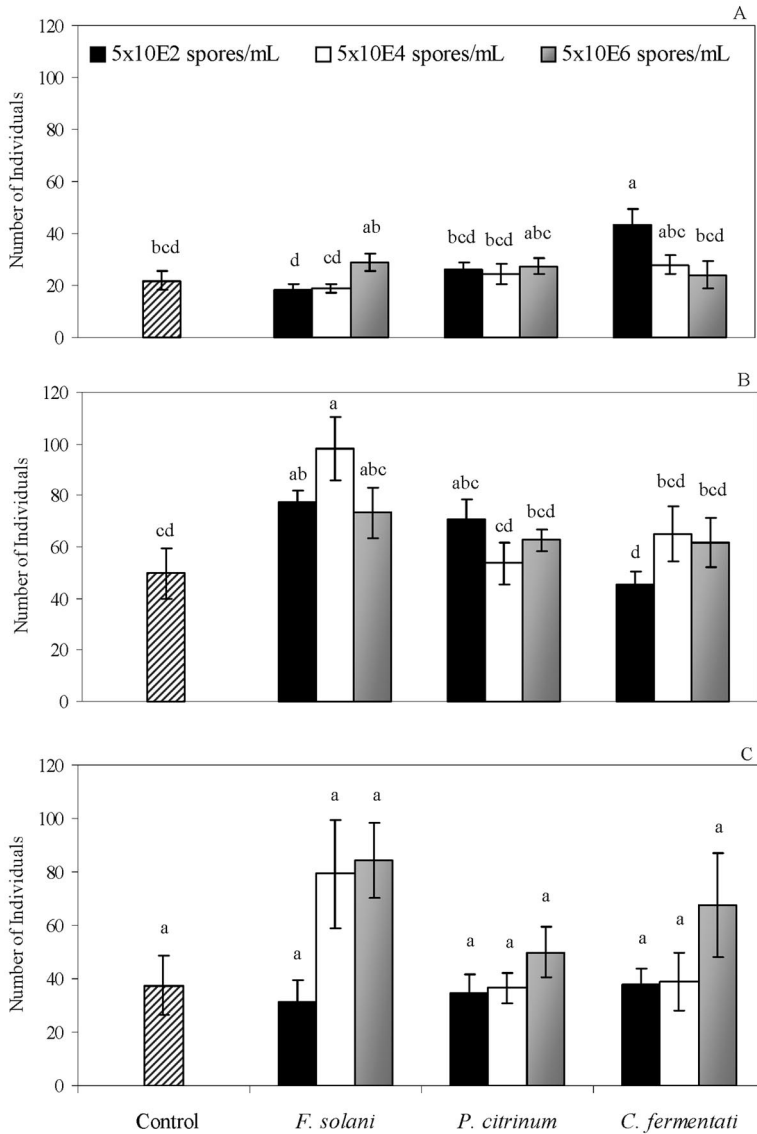 A
120
5x10E2 spores/mL 5x10E4 spores/mL 5x10E6 spores/mL
100
80
60
40
20
0
Number of Individuals
bcd d cd ab bcd bcd abc a abc bcd
B
120
100
80
60
40
20
0
Number of Individuals
cd ab a abc abc cd bcd d bcd bcd
C
120
100
80
60
40
20
0
Number of Individuals
a a a a a a a a a a
Control F. solani P. citrinum C. fermentati